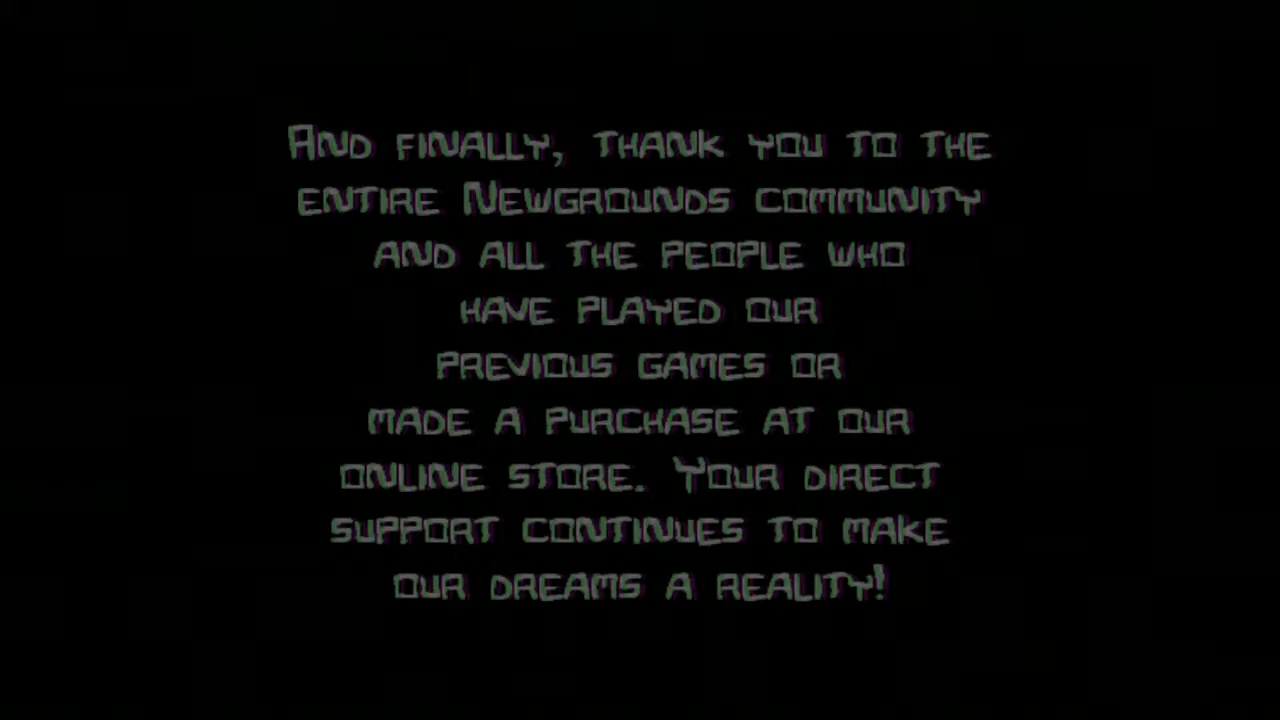 And finally, thank you to the
entire Newgrounds community
and all the people who
have played our
previous games or
made a purchase at our
online store. Your direct
support continues to make
our dreams a reality!